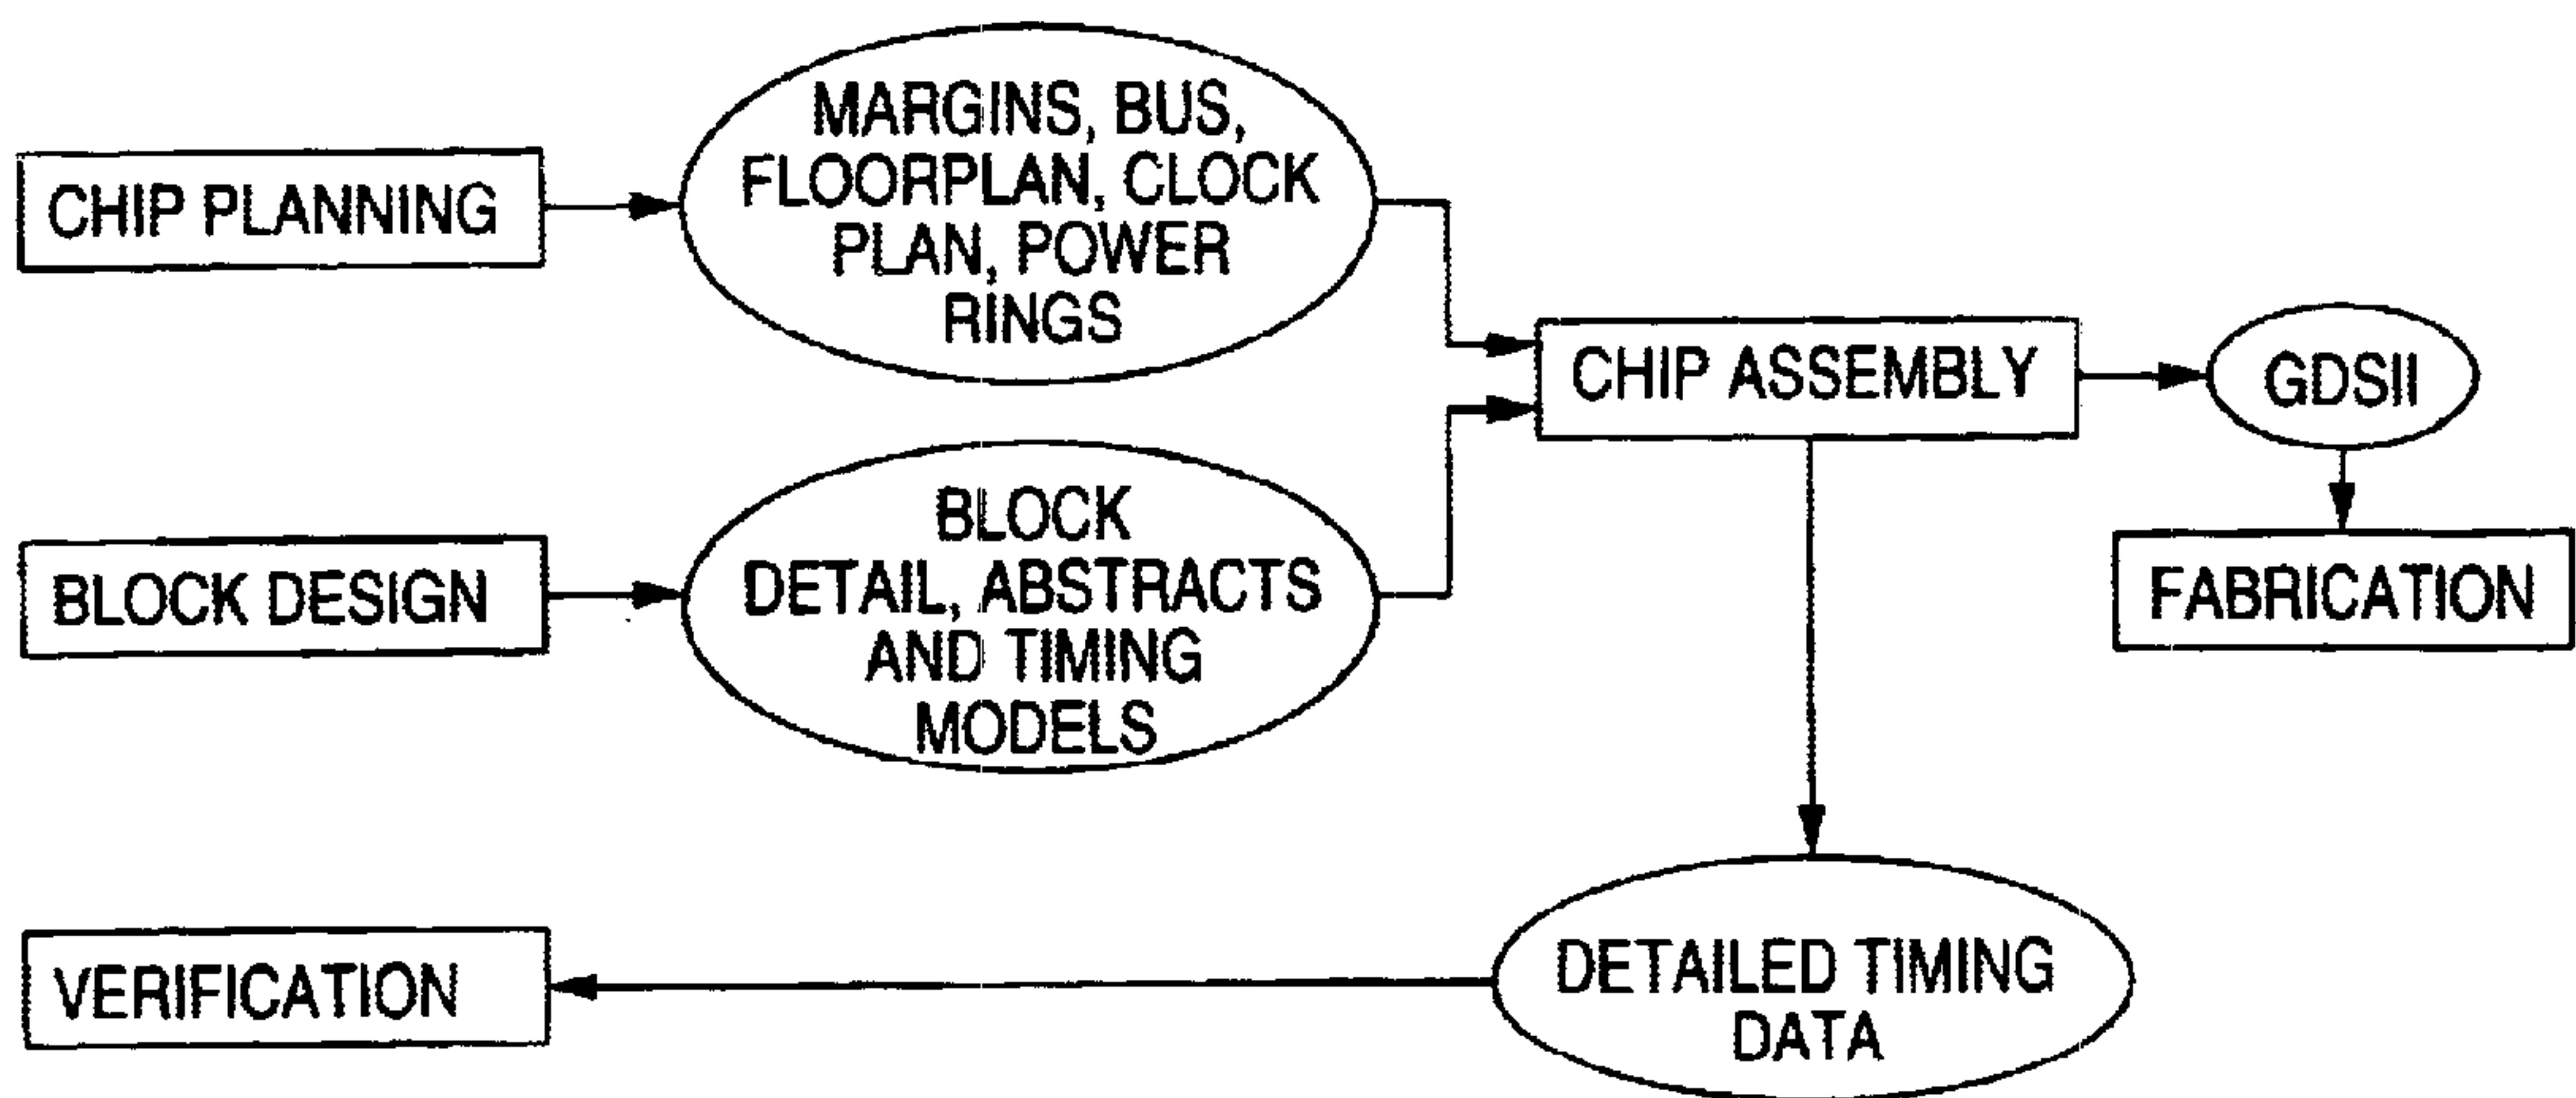 CHIP PLANNING
MARGINS, BUS,
FLOORPLAN, CLOCK
PLAN, POWER
RINGS
CHIP ASSEMBLY
GDSII
FABRICATION
BLOCK DESIGN
BLOCK
DETAIL, ABSTRACTS
AND TIMING
MODELS
VERIFICATION
DETAILED TIMING
DATA